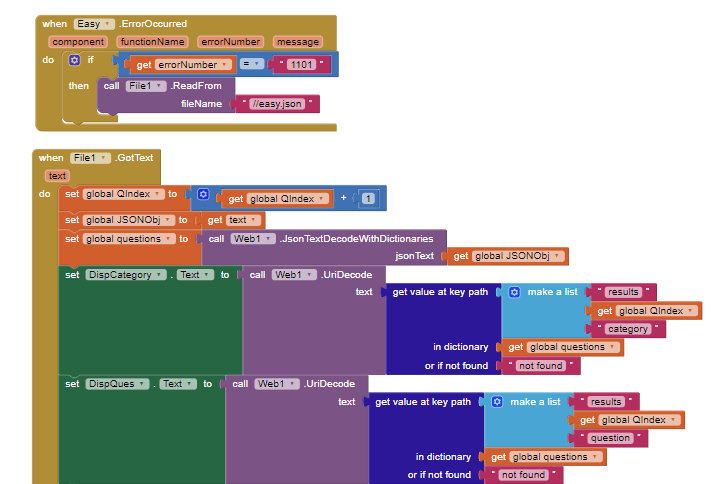 when Easy .ErrorOccurred
component functionName errorNumber message
do if get errorNumber = " 1101 "
then call File1 .ReadFrom
fileName " //easy.json "
when File1 .GotText
text
do set global QIndex to get global QIndex + 1
set global JSONObj to get text
set global questions to call Web1 .JsonTextDecodeWithDictionaries
jsonText get global JSONObj
set DispCategory . Text to call Web1 .UriDecode
text get value at key path make a list " results "
get global QIndex
" category "
in dictionary get global questions
or if not found " not found "
set DispQues . Text to call Web1 .UriDecode
text get value at key path make a list " results "
get global QIndex
" question "
in dictionary get global questions
or if not found " not found "